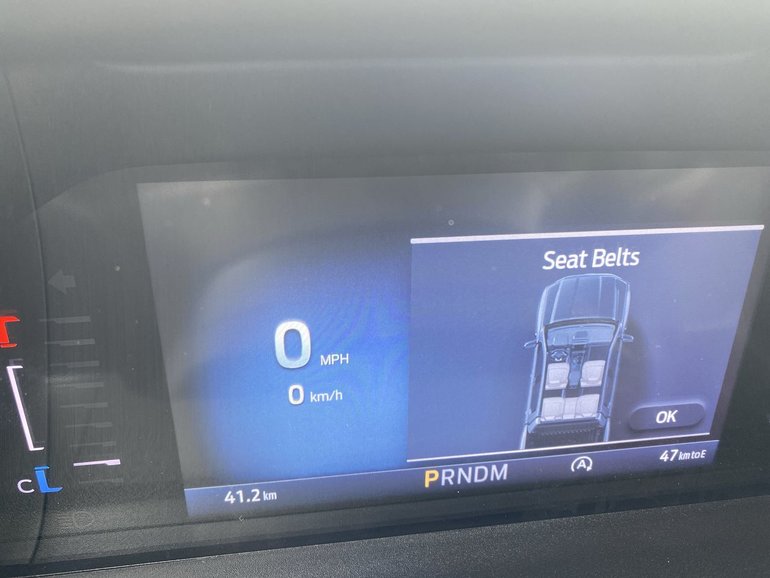 Seat Belts
0 MPH
0 km/h
OK
C
41.2 km
PRNDM
A
47 km to E